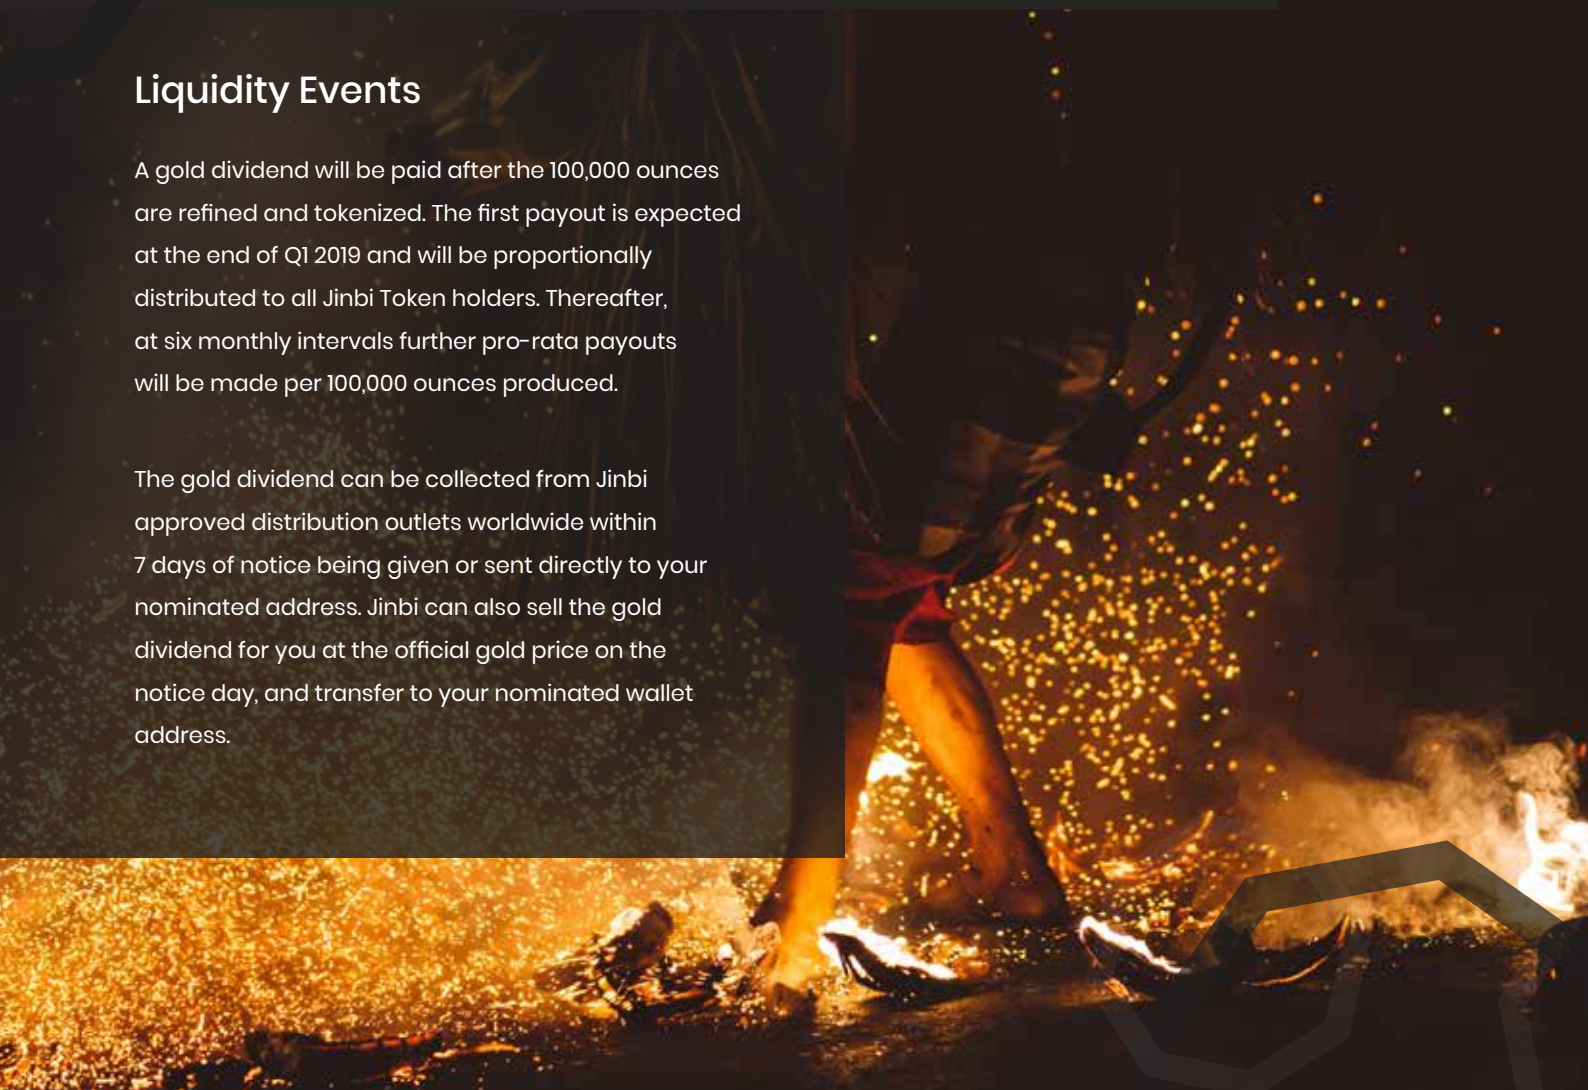 Liquidity Events
A gold dividend will be paid after the 100,000 ounces
are refined and tokenized. The first payout is expected
at the end of Q1 2019 and will be proportionally
distributed to all Jinbi Token holders. Thereafter,
at six monthly intervals further pro-rata payouts
will be made per 100,000 ounces produced.
The gold dividend can be collected from Jinbi
approved distribution outlets worldwide within
7 days of notice being given or sent directly to your
nominated address. Jinbi can also sell the gold
dividend for you at the official gold price on the
notice day, and transfer to your nominated wallet
address.